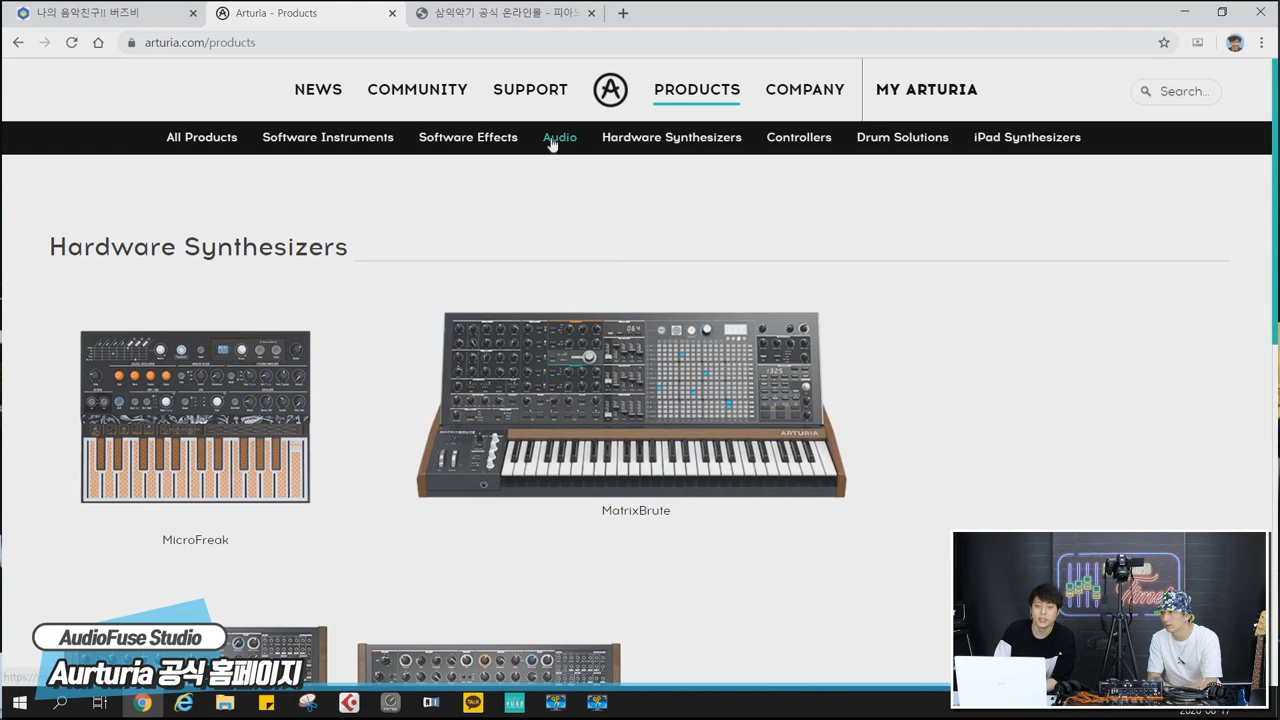 나의 음악친구!! 버즈비
Arturia - Products
삼익악기 공식 온라인몰 - 피아노
arturia.com/products
NEWS COMMUNITY SUPPORT PRODUCTS COMPANY MY ARTURIA Search...
All Products Software Instruments Software Effects Audio Hardware Synthesizers Controllers Drum Solutions iPad Synthesizers
Hardware Synthesizers
ARTURIA
MATRIXBRUTE
MatrixBrute
MicroFreak
AudioFuse Studio
Aurturia 공식 홈페이지
TALK